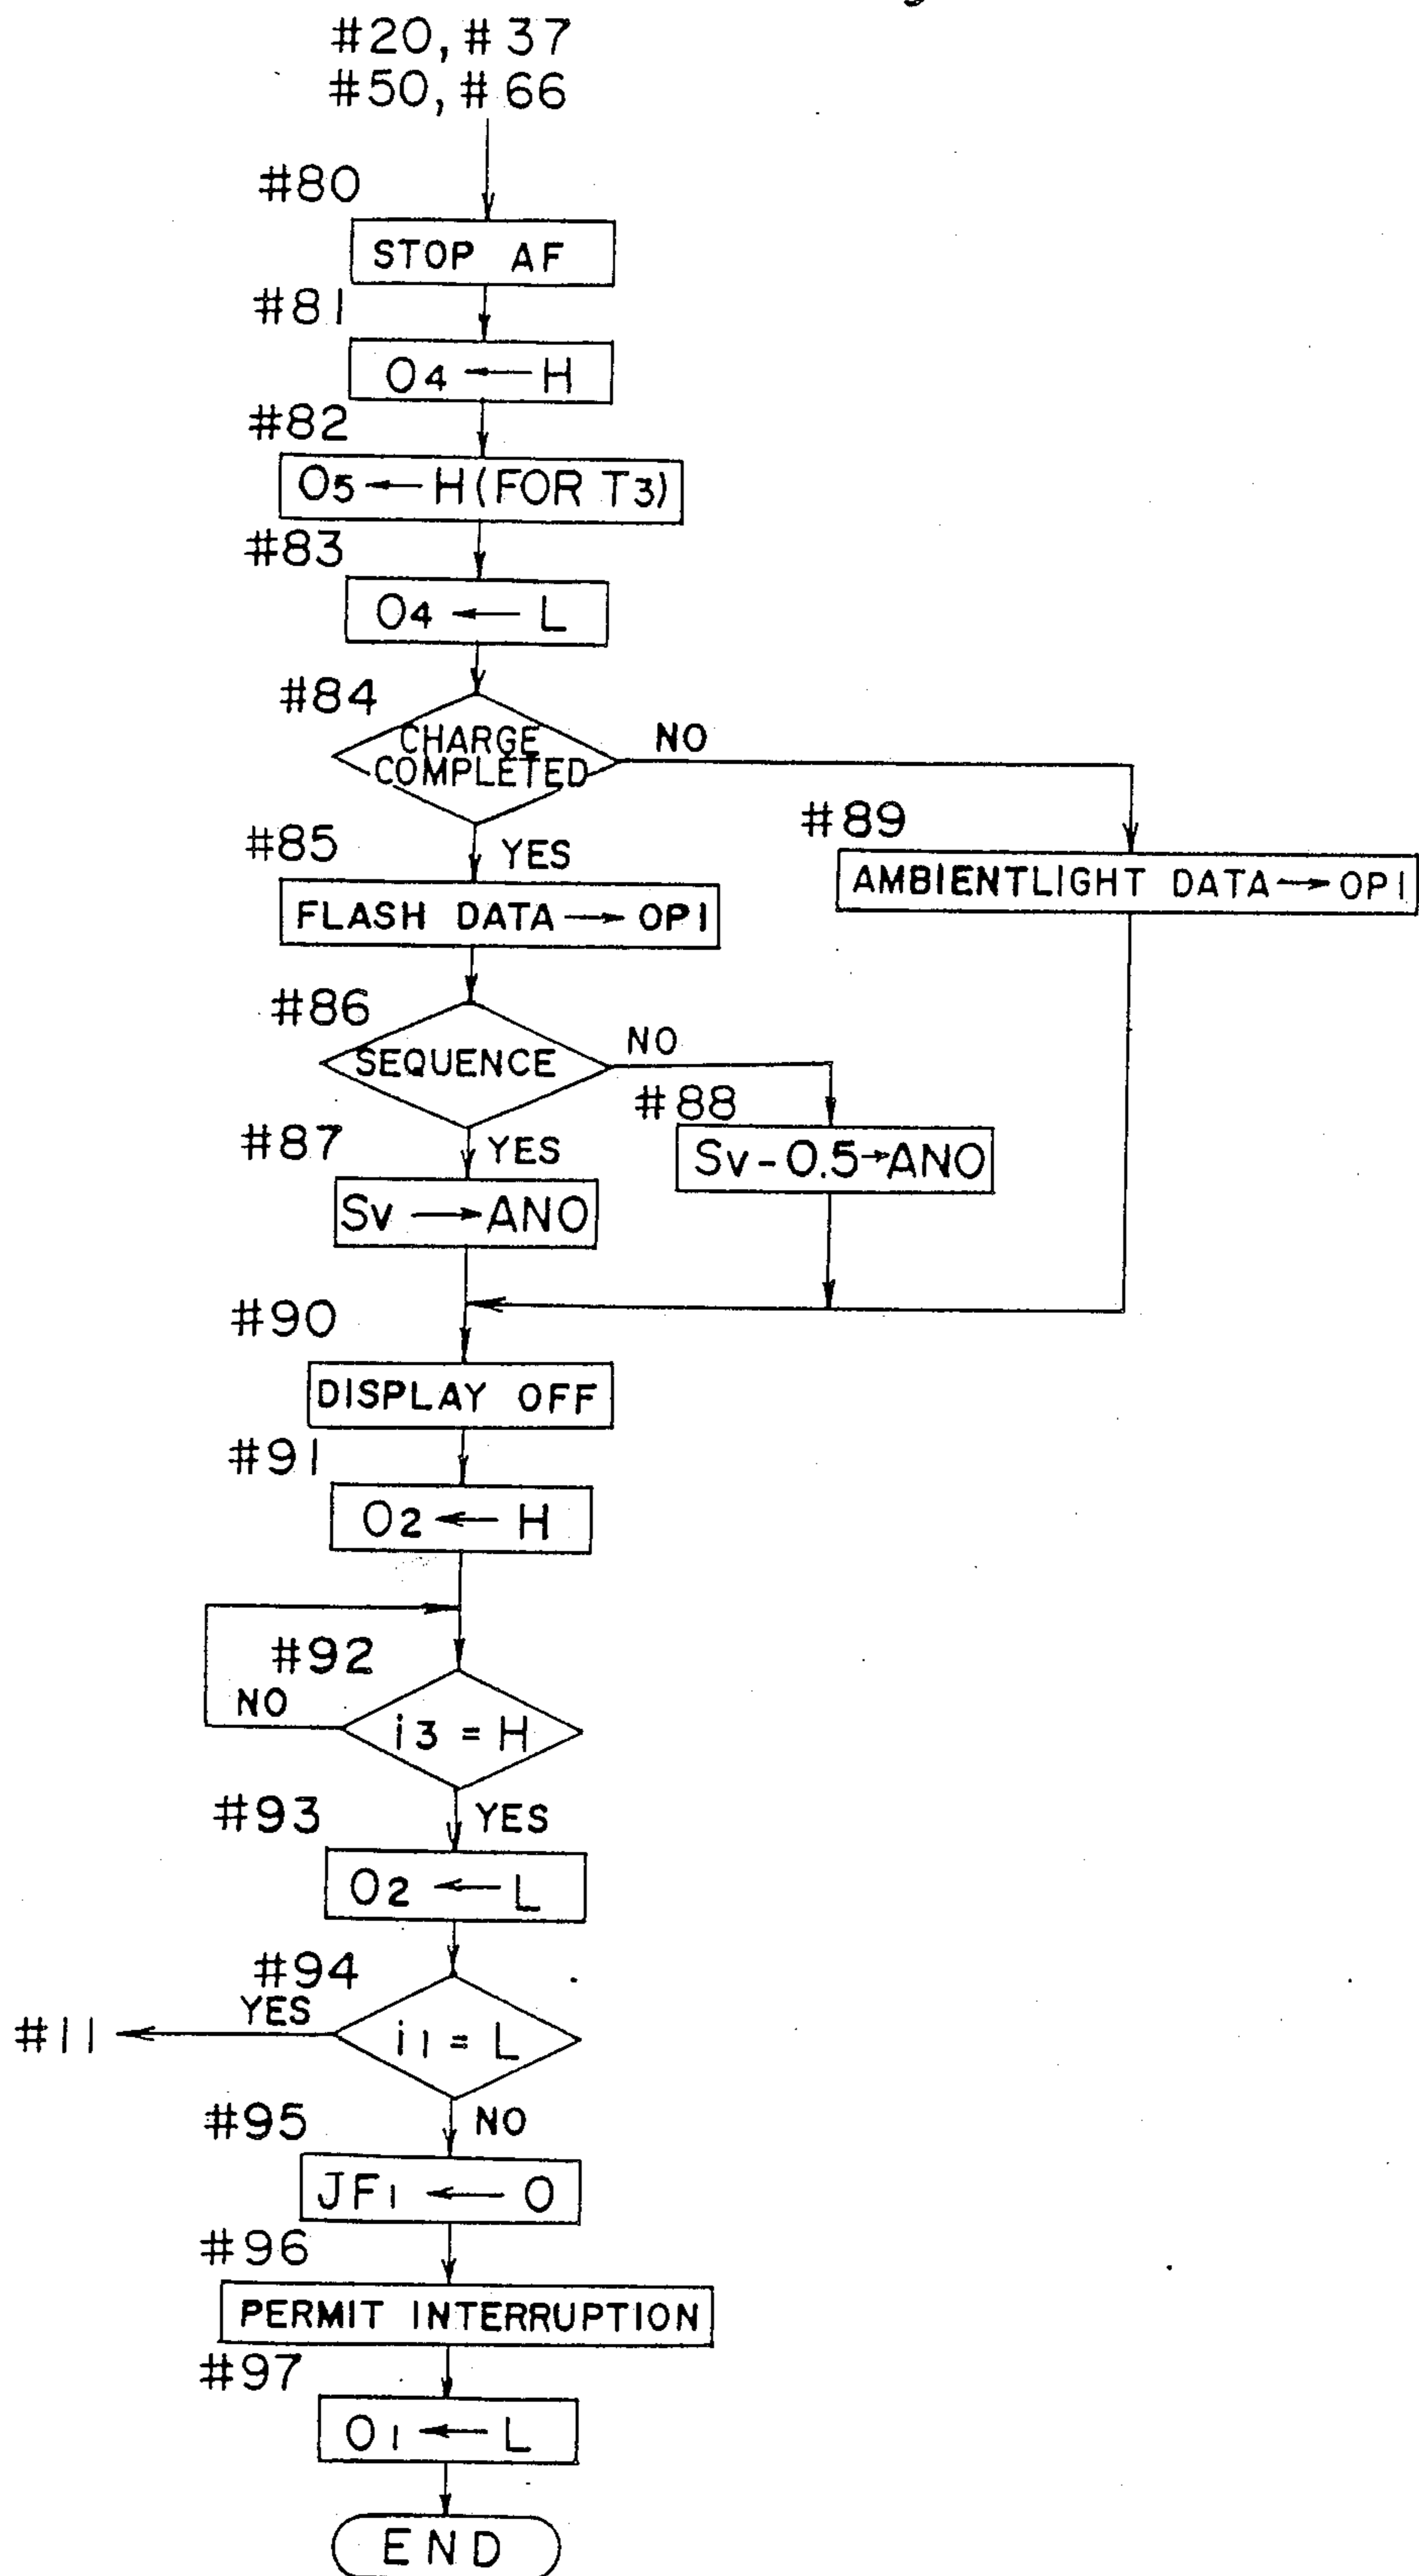 #20, #37
#50, #66
#80
STOP AF
#81
O4 ← H
#82
O5 ← H (FOR T3)
#83
O4 ← L
#84
CHARGE
COMPLETED
NO
#85
YES
#89
AMBIENTLIGHT DATA → OP1
FLASH DATA → OP1
#86
SEQUENCE
NO
#88
#87
YES
Sv - 0.5 → ANO
Sv → ANO
#90
DISPLAY OFF
#91
O2 ← H
#92
NO
i3 = H
#93
YES
O2 ← L
#94
YES
#11
i1 = L
#95
NO
JF1 ← O
#96
PERMIT INTERRUPTION
#97
O1 ← L
END